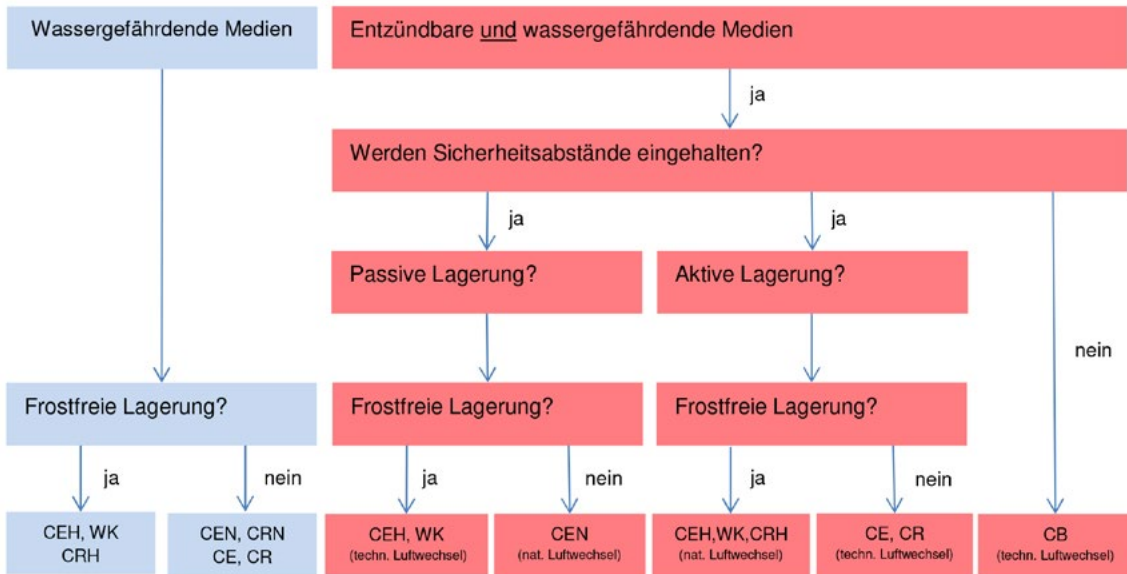 Wassergefährdende Medien
Entzündbare und wassergefährdende Medien
ja
Werden Sicherheitsabstände eingehalten?
ja
ja
Passive Lagerung?
Aktive Lagerung?
nein
Frostfreie Lagerung?
Frostfreie Lagerung?
Frostfreie Lagerung?
ja
nein
ja
nein
ja
nein
CEH, WK
CRH
CEN, CRN
CE, CR
CEH, WK
(techn. Luftwechsel)
CEN
(nat. Luftwechsel)
CEH,WK,CRH
(nat. Luftwechsel)
CE, CR
(techn. Luftwechsel)
CB
(techn. Luftwechsel)